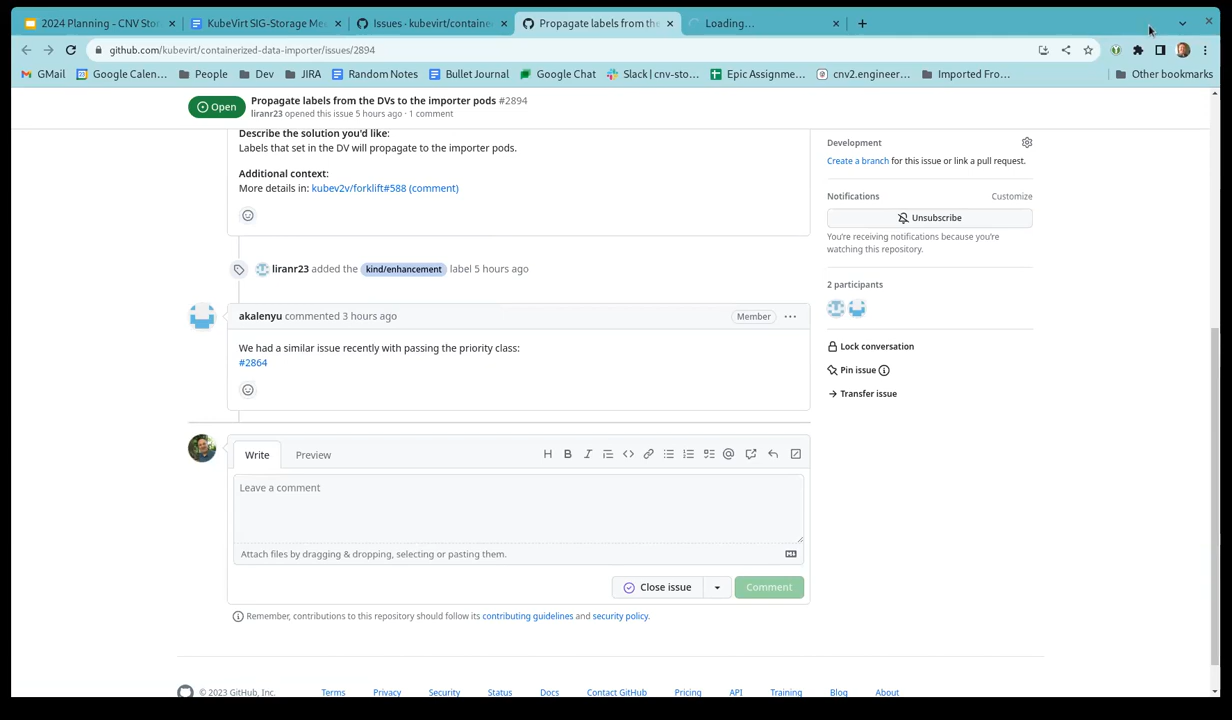 2024 Planning - CNV Stor
KubeVirt SIG-Storage Me
Issues · kubevirt/containe
Propagate labels from the
Loading...
github.com/kubevirt/containerized-data-importer/issues/2894
GMail
Google Calen...
People
Dev
JIRA
Random Notes
Bullet Journal
Google Chat
Slack | cnv-sto...
Epic Assignme...
cnv2.engineer...
Imported Fro...
Other bookmarks
Open
Propagate labels from the DVs to the importer pods #2894
liranr23 opened this issue 5 hours ago · 1 comment
Describe the solution you'd like:
Labels that set in the DV will propagate to the importer pods.
Additional context:
More details in: kubev2v/forklift#588 (comment)
liranr23 added the kind/enhancement label 5 hours ago
akalenyu commented 3 hours ago
Member
We had a similar issue recently with passing the priority class:
#2864
Write
Preview
Leave a comment
Attach files by dragging & dropping, selecting or pasting them.
Close issue
Comment
Remember, contributions to this repository should follow its contributing guidelines and security policy.
Development
Create a branch for this issue or link a pull request.
Notifications
Customize
Unsubscribe
You're receiving notifications because you're
watching this repository.
2 participants
Lock conversation
Pin issue
Transfer issue
© 2023 GitHub, Inc.
Terms
Privacy
Security
Status
Docs
Contact GitHub
Pricing
API
Training
Blog
About